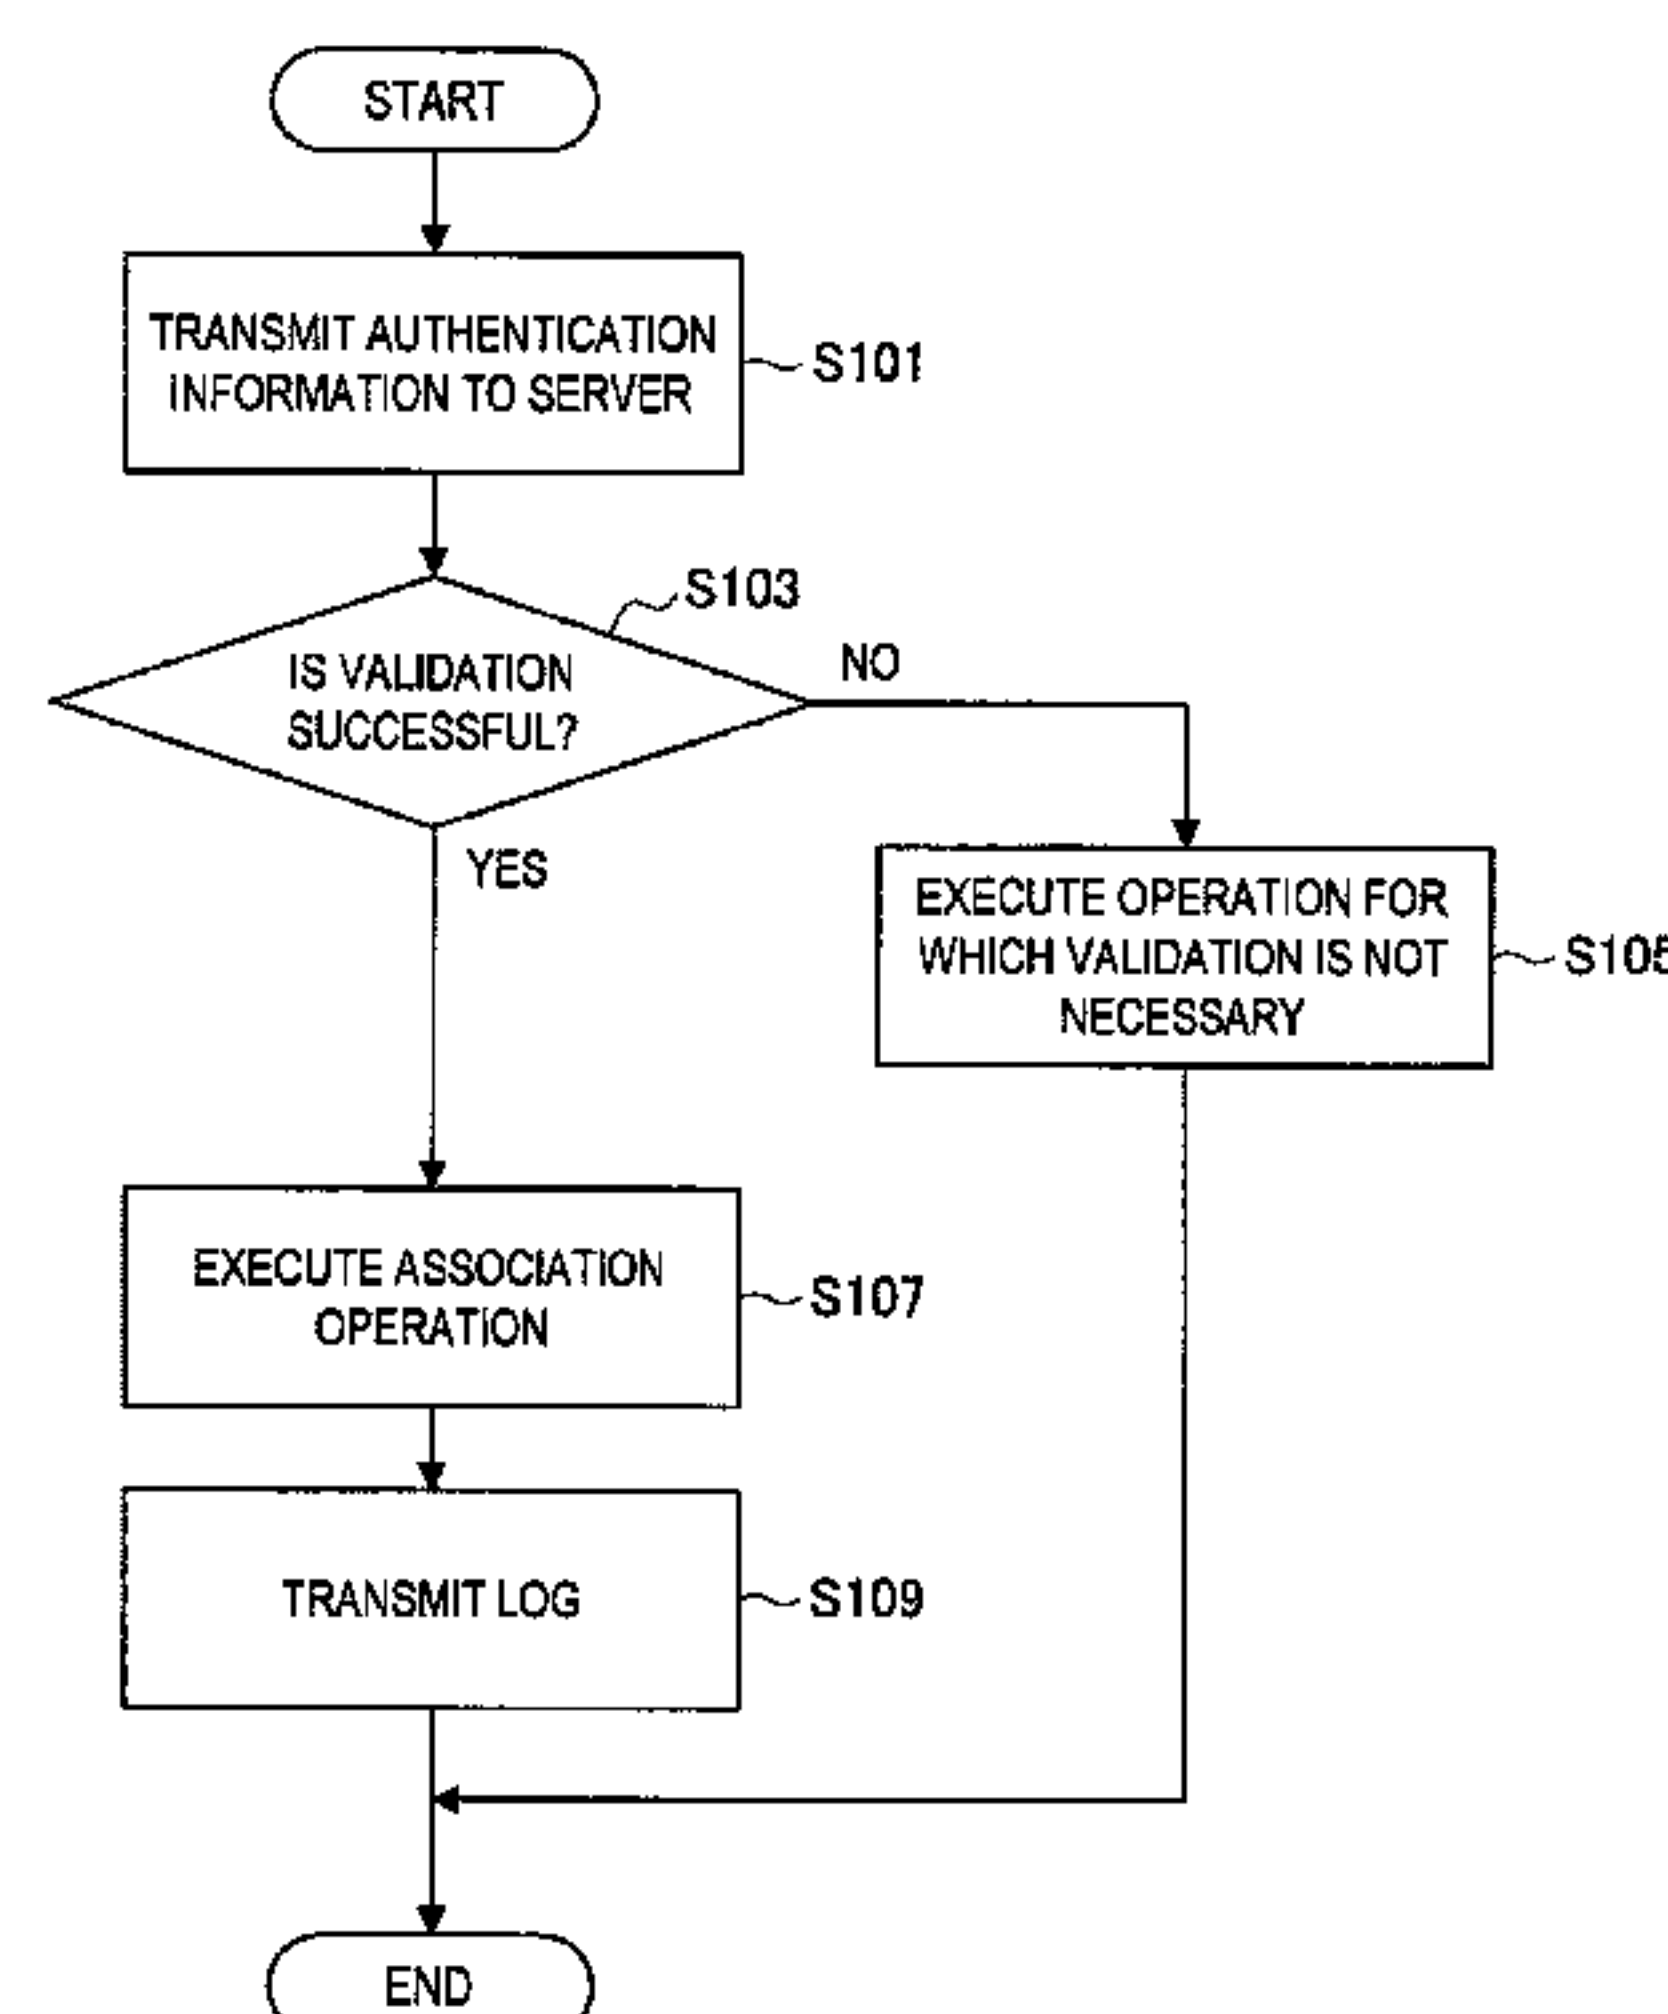 START
TRANSMIT AUTHENTICATION
INFORMATION TO SERVER
S101
S103
IS VALIDATION
SUCCESSFUL?
NO
YES
EXECUTE OPERATION FOR
WHICH VALIDATION IS NOT
NECESSARY
EXECUTE ASSOCIATION
OPERATION
S107
TRANSMIT LOG
S109
END